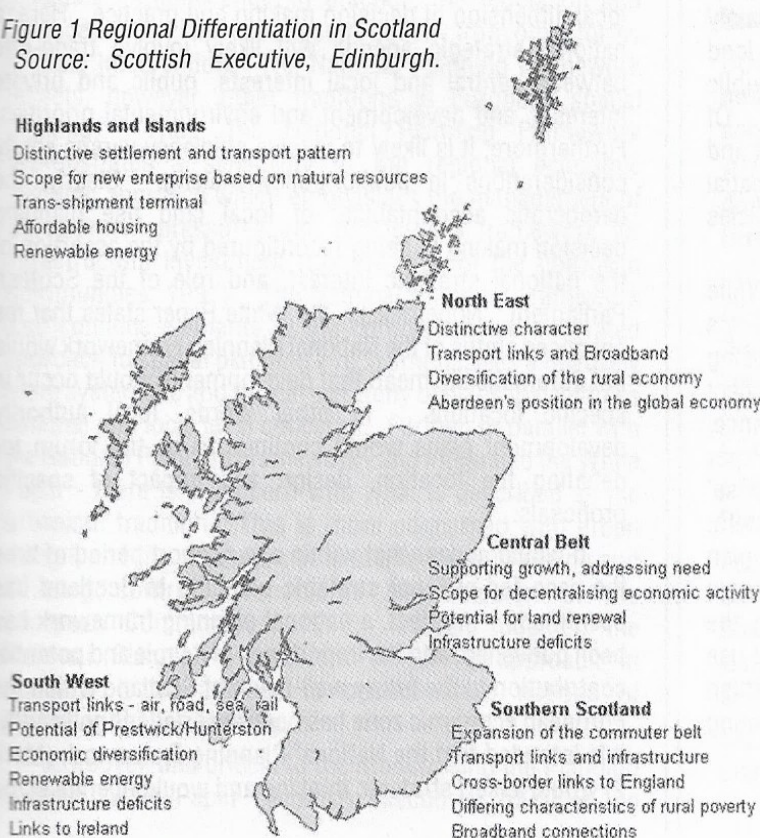 Figure 1 Regional Differentiation in Scotland
Source: Scottish Executive, Edinburgh.
Highlands and Islands
Distinctive settlement and transport pattern
Scope for new enterprise based on natural resources
Trans-shipment terminal
Affordable housing
Renewable energy
North East
Distinctive character
Transport links and Broadband
Diversification of the rural economy
Aberdeen's position in the global economy
Central Belt
Supporting growth, addressing need
Scope for decentralising economic activity
Potential for land renewal
Infrastructure deficits
South West
Transport links - air, road, sea, rail
Potential of Prestwick/Hunterston
Economic diversification
Renewable energy
Infrastructure deficits
Links to Ireland
Southern Scotland
Expansion of the commuter belt
Transport links and infrastructure
Cross-border links to England
Differing characteristics of rural poverty
Broadband connections